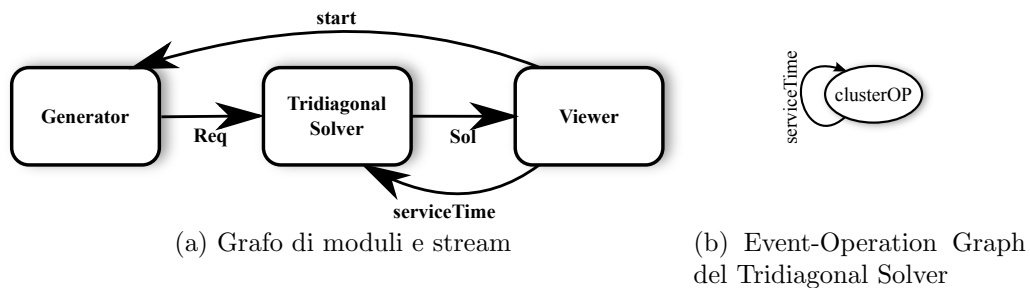 start
Generator
Req
Tridiagonal
Solver
Sol
Viewer
serviceTime
(a) Grafo di moduli e stream
serviceTime
clusterOP
(b) Event-Operation Graph
del Tridiagonal Solver